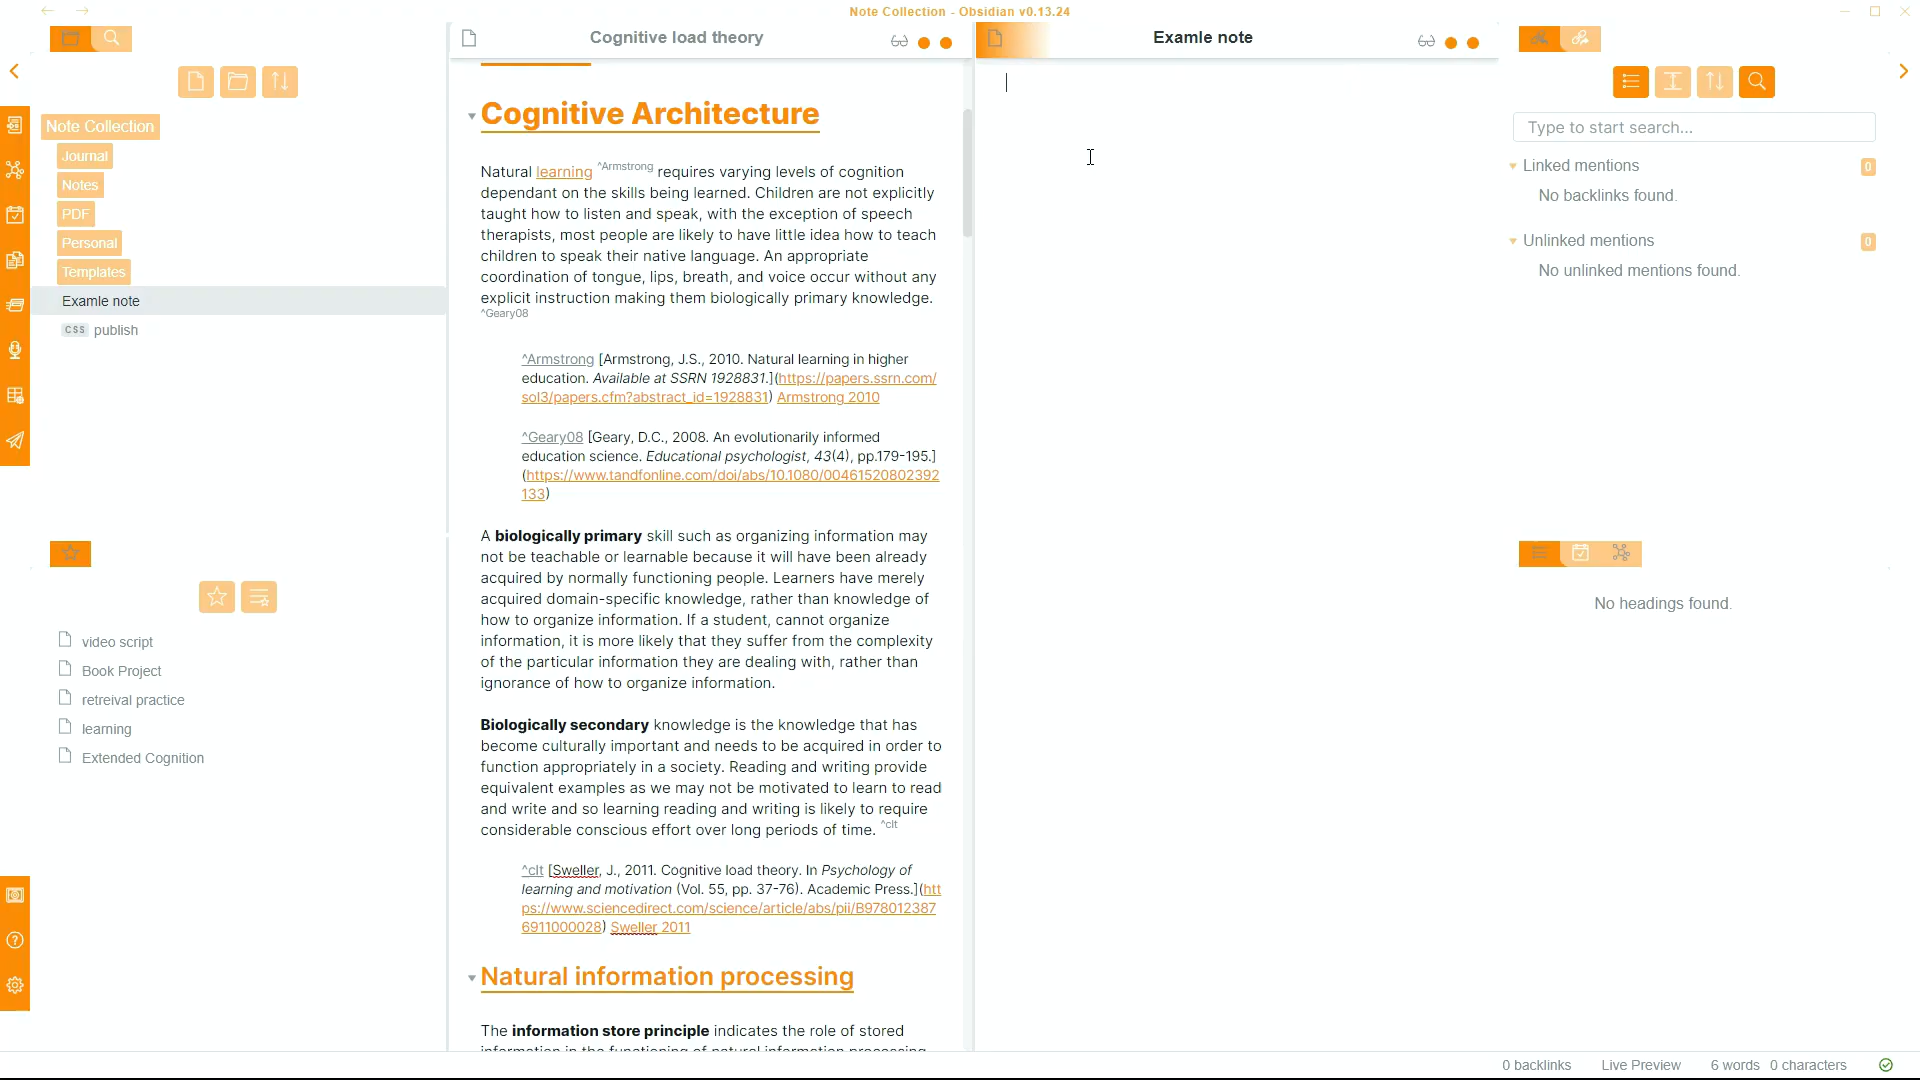 Note Collection - Obsidian v0.13.24
Note Collection
Journal
Notes
PDF
Personal
Templates
Examle note
CSS publish
video script
Book Project
retreival practice
learning
Extended Cognition
Cognitive load theory
Cognitive Architecture
Natural learning ^Armstrong requires varying levels of cognition
dependant on the skills being learned. Children are not explicitly
taught how to listen and speak, with the exception of speech
therapists, most people are likely to have little idea how to teach
children to speak their native language. An appropriate
coordination of tongue, lips, breath, and voice occur without any
explicit instruction making them biologically primary knowledge.
^Geary08
^Armstrong [Armstrong, J.S., 2010. Natural learning in higher
education. Available at SSRN 1928831.](https://papers.ssrn.com/
sol3/papers.cfm?abstract_id=1928831) Armstrong 2010
^Geary08 [Geary, D.C., 2008. An evolutionarily informed
education science. Educational psychologist, 43(4), pp.179-195.]
(https://www.tandfonline.com/doi/abs/10.1080/00461520802392
133)
A biologically primary skill such as organizing information may
not be teachable or learnable because it will have been already
acquired by normally functioning people. Learners have merely
acquired domain-specific knowledge, rather than knowledge of
how to organize information. If a student, cannot organize
information, it is more likely that they suffer from the complexity
of the particular information they are dealing with, rather than
ignorance of how to organize information.
Biologically secondary knowledge is the knowledge that has
become culturally important and needs to be acquired in order to
function appropriately in a society. Reading and writing provide
equivalent examples as we may not be motivated to learn to read
and write and so learning reading and writing is likely to require
considerable conscious effort over long periods of time. ^clt
^clt [Sweller, J., 2011. Cognitive load theory. In Psychology of
learning and motivation (Vol. 55, pp. 37-76). Academic Press.](htt
ps://www.sciencedirect.com/science/article/abs/pii/B978012387
6911000028) Sweller 2011
Natural information processing
The information store principle indicates the role of stored
information in the functioning of natural information processing
Examle note
Type to start search...
Linked mentions 0
No backlinks found.
Unlinked mentions 0
No unlinked mentions found.
No headings found.
0 backlinks Live Preview 6 words 0 characters